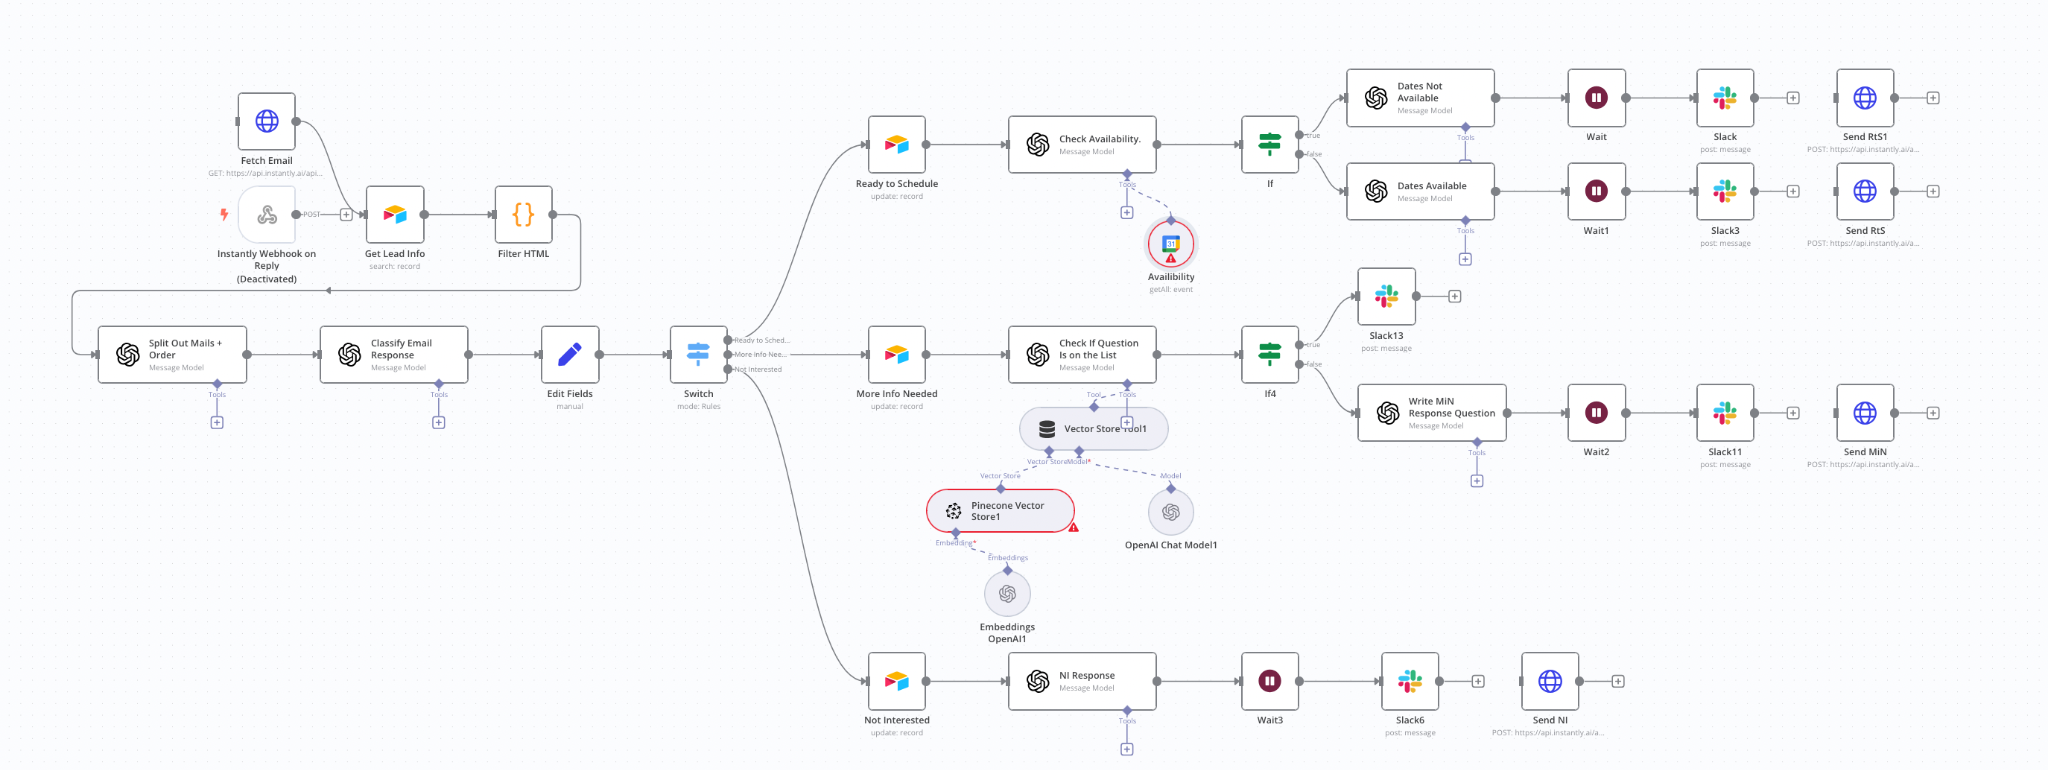 Fetch Email
GET: https://api.instantly.ai/api...
POST
Instantly Webhook on
Reply
(Deactivated)
Get Lead Info
search: record
Filter HTML
Split Out Mails +
Order
Message Model
Tools
Classify Email
Response
Message Model
Tools
Edit Fields
manual
Switch
mode: Rules
Ready to Sched...
More Info Nee...
Not Interested
Ready to Schedule
update: record
Check Availability.
Message Model
Tools
31
Availibility
getAll: event
If
true
false
Dates Not
Available
Message Model
Tools
Wait
Slack
post: message
Send RtS1
POST: https://api.instantly.ai/a...
Dates Available
Message Model
Tools
Wait1
Slack3
post: message
Send RtS
POST: https://api.instantly.ai/a...
More Info Needed
update: record
Check If Question
Is on the List
Message Model
Tool
Tools
Vector Store Tool1
Vector Store
Model*
Vector Store
Model
Pinecone Vector
Store1
OpenAI Chat Model1
Embedding*
Embeddings
Embeddings
OpenAI1
If4
true
false
Slack13
post: message
Write MiN
Response Question
Message Model
Tools
Wait2
Slack11
post: message
Send MiN
POST: https://api.instantly.ai/a...
Not Interested
update: record
NI Response
Message Model
Tools
Wait3
Slack6
post: message
Send NI
POST: https://api.instantly.ai/a...